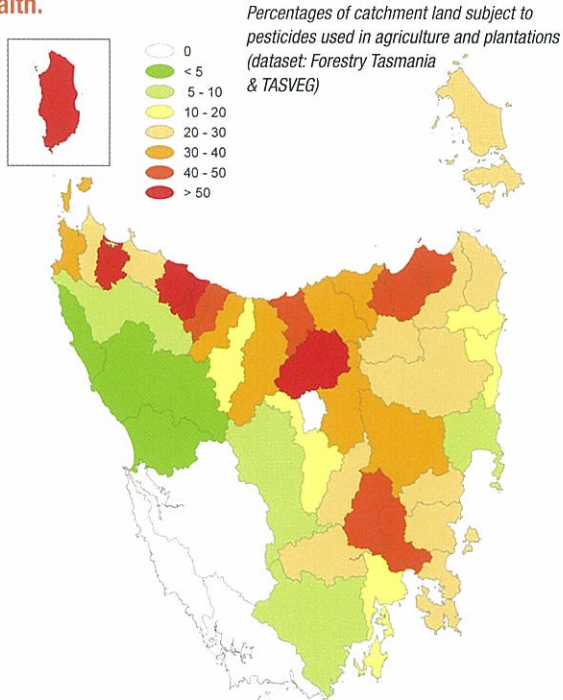 alth.
Percentages of catchment land subject to
pesticides used in agriculture and plantations
(dataset: Forestry Tasmania
& TASVEG)
0
< 5
5 - 10
10 - 20
20 - 30
30 - 40
40 - 50
> 50